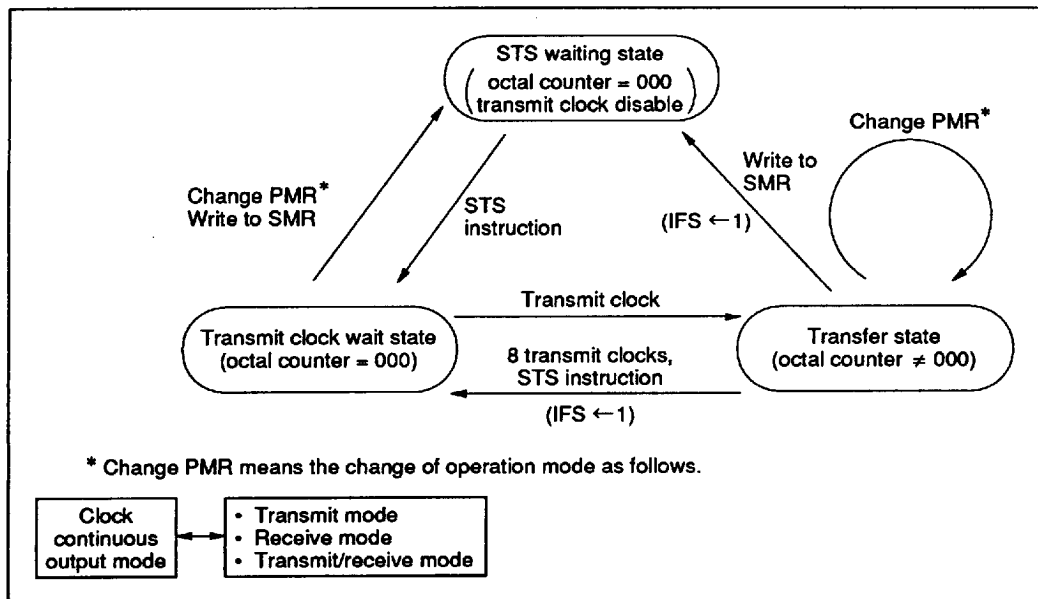 STS waiting state
( octal counter = 000
transmit clock disable )
Change PMR*
Write to SMR
STS
instruction
Write to
SMR
(IFS ←1)
Change PMR*
Transmit clock wait state
(octal counter = 000)
Transmit clock
8 transmit clocks,
STS instruction
(IFS ←1)
Transfer state
(octal counter ≠ 000)
* Change PMR means the change of operation mode as follows.
Clock
continuous
output mode
• Transmit mode
• Receive mode
• Transmit/receive mode